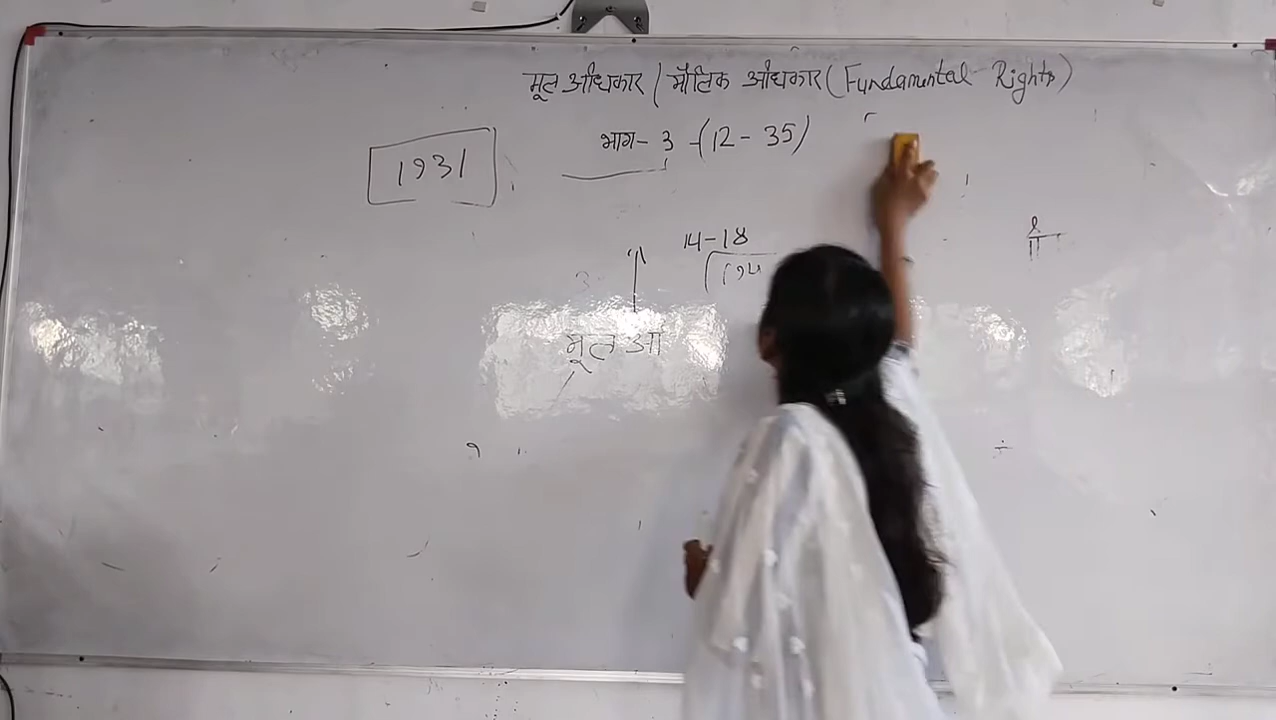 मूल अधिकार / मौलिक अधिकार ( Fundamental Rights )
भाग - 3 - (12 - 35)
1931
14-18
मूल